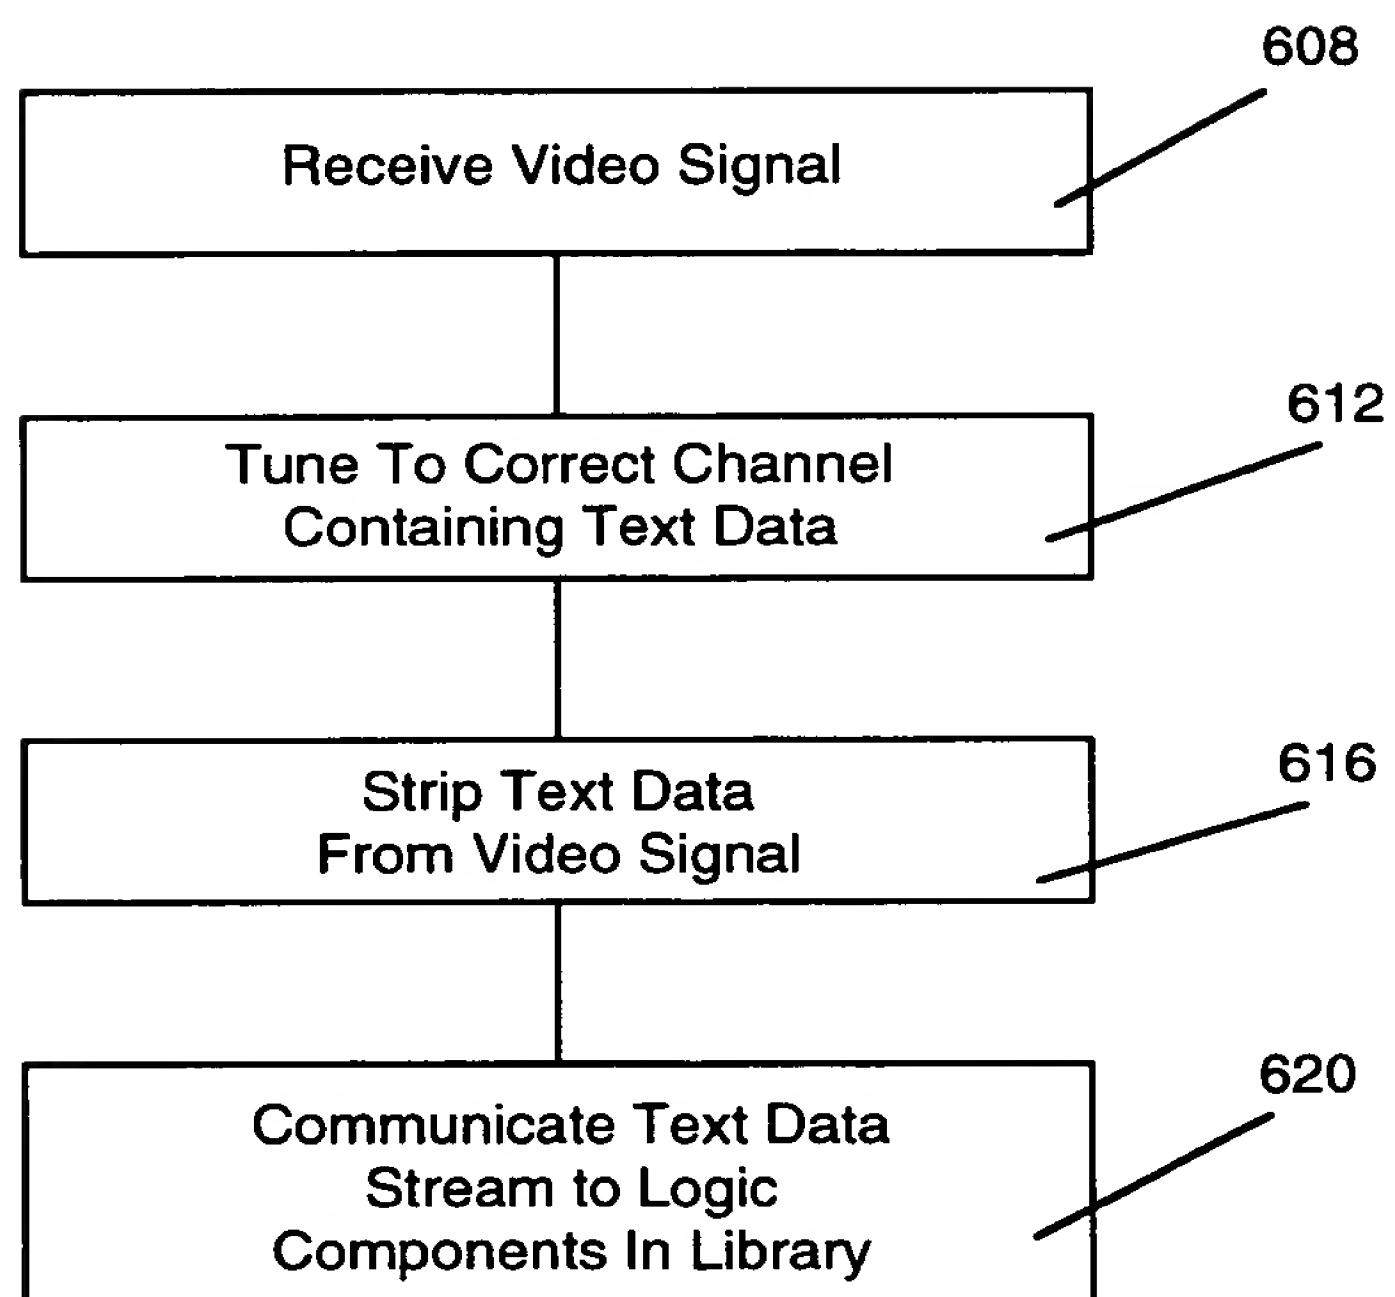 608
Receive Video Signal
612
Tune To Correct Channel
Containing Text Data
616
Strip Text Data
From Video Signal
620
Communicate Text Data
Stream to Logic
Components In Library